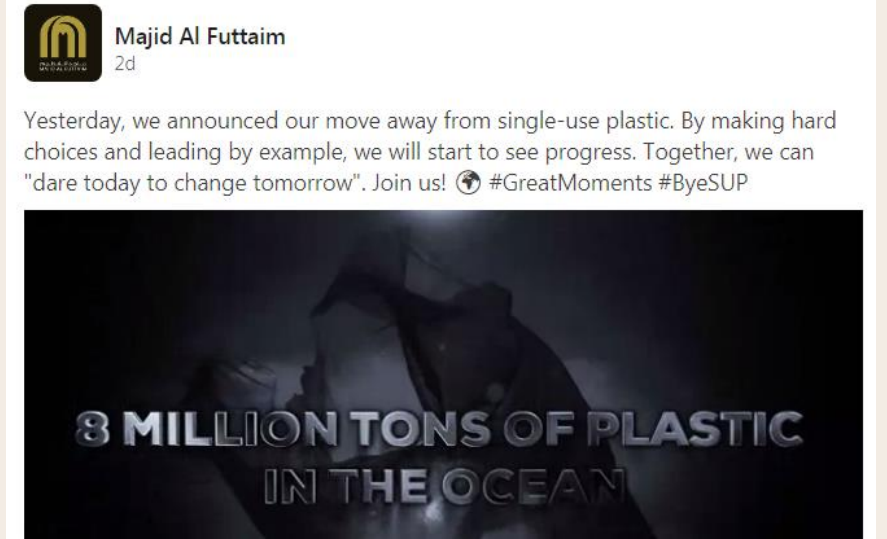 Majid Al Futtaim
2d
Yesterday, we announced our move away from single-use plastic. By making hard
choices and leading by example, we will start to see progress. Together, we can
"dare today to change tomorrow". Join us! 🌍 #GreatMoments #ByeSUP
8 MILLION TONS OF PLASTIC
IN THE OCEAN